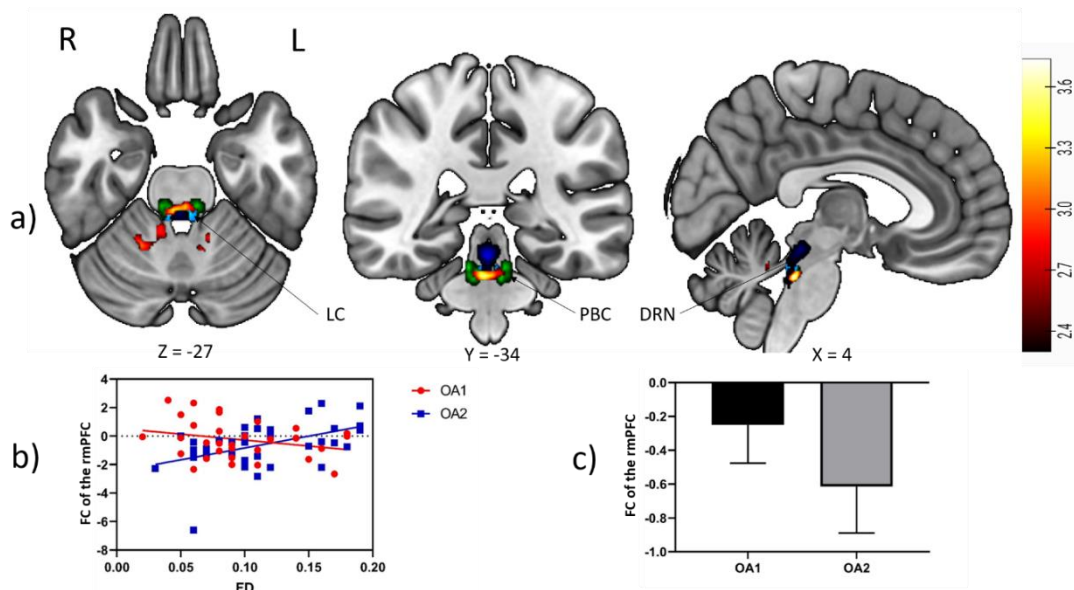 R L
3.6
3.3
3.0
2.7
2.4
a)
LC PBC DRN
Z = -27 Y = -34 X = 4
b)
FC of the rmPFC
4
2
0
-2
-4
-6
-8
0.00 0.05 0.10 0.15 0.20
OA1
OA2
c)
FC of the rmPFC
0.0
-0.2
-0.4
-0.6
-0.8
-1.0
OA1 OA2